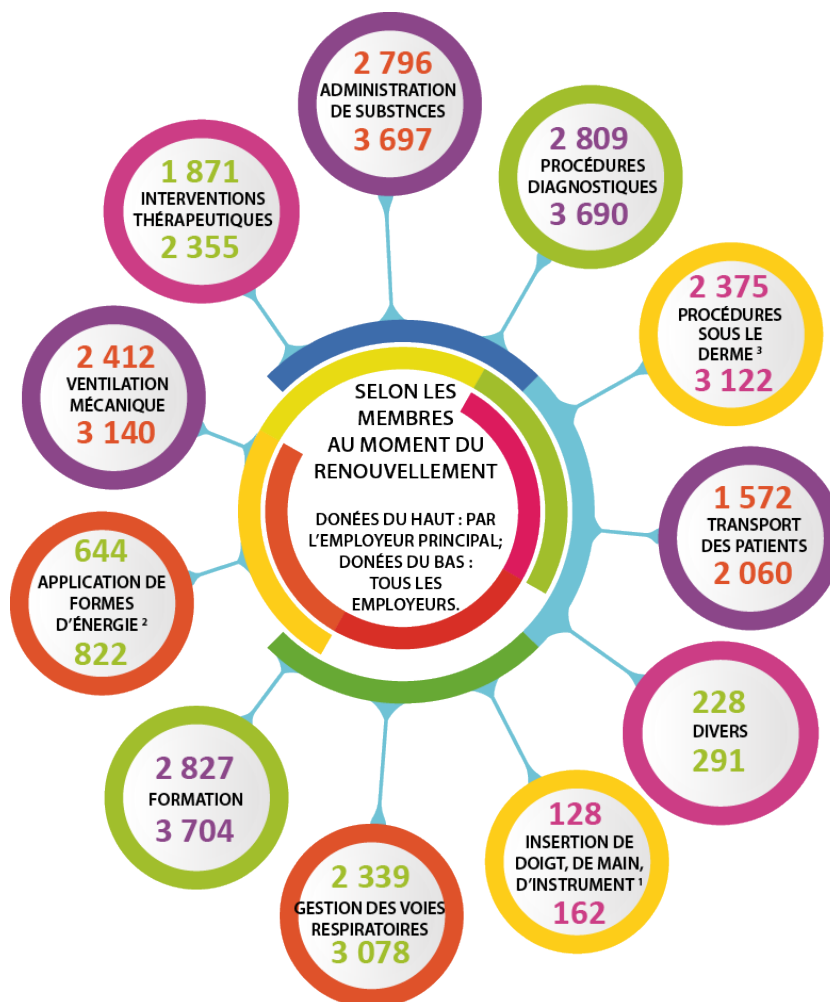 2 796
ADMINISTRATION
DE SUBSTNCES
3 697
2 809
PROCÉDURES
DIAGNOSTIQUES
3 690
2 375
PROCÉDURES
SOUS LE
DERME ³
3 122
1 572
TRANSPORT
DES PATIENTS
2 060
228
DIVERS
291
128
INSERTION DE
DOIGT, DE MAIN,
D'INSTRUMENT ¹
162
2 339
GESTION DES VOIES
RESPIRATOIRES
3 078
2 827
FORMATION
3 704
644
APPLICATION DE
FORMES
D'ÉNERGIE ²
822
2 412
VENTILATION
MÉCANIQUE
3 140
1 871
INTERVENTIONS
THÉRAPEUTIQUES
2 355
SELON LES
MEMBRES
AU MOMENT DU
RENOUVELLEMENT
DONÉES DU HAUT : PAR
L'EMPLOYEUR PRINCIPAL;
DONÉES DU BAS :
TOUS LES
EMPLOYEURS.